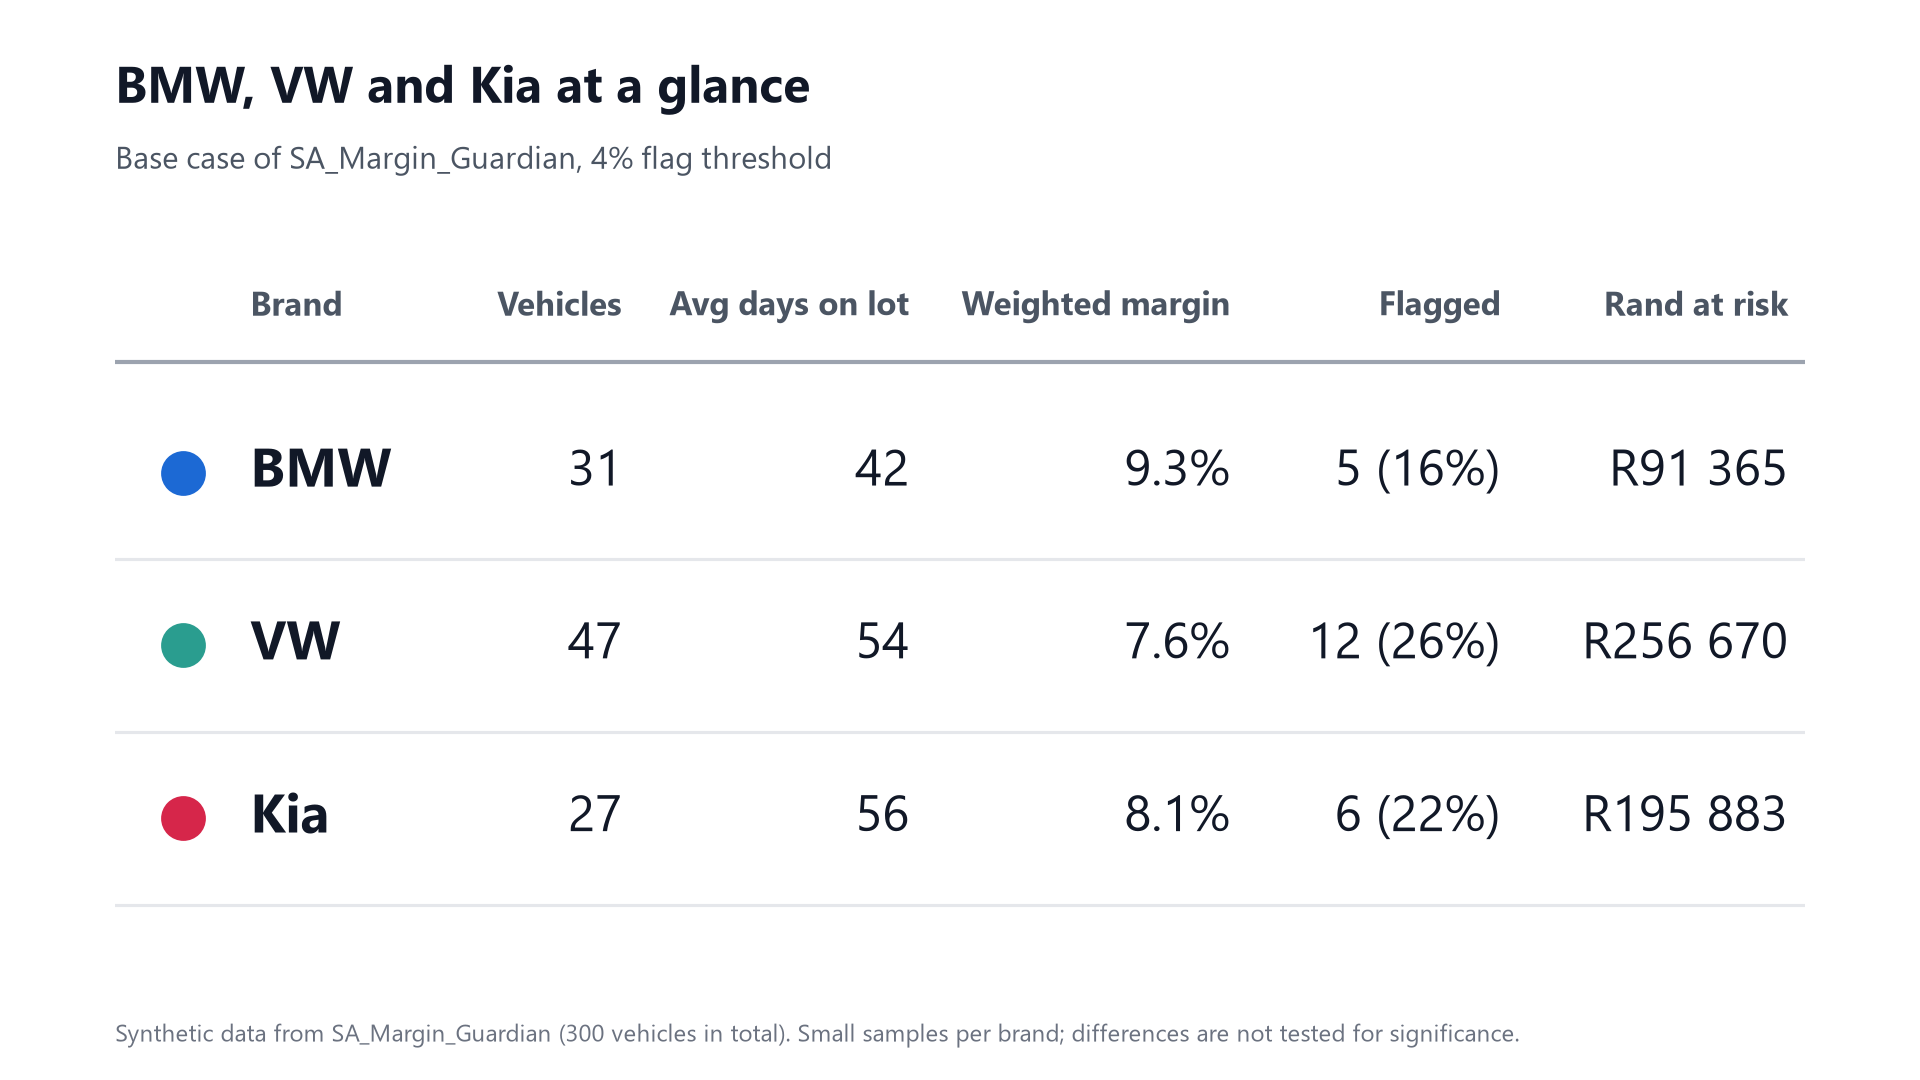 BMW, VW and Kia at a glance
Base case of SA_Margin_Guardian, 4% flag threshold
Brand Vehicles Avg days on lot Weighted margin Flagged Rand at risk
BMW 31 42 9.3% 5 (16%) R91 365
VW 47 54 7.6% 12 (26%) R256 670
Kia 27 56 8.1% 6 (22%) R195 883
Synthetic data from SA_Margin_Guardian (300 vehicles in total). Small samples per brand; differences are not tested for significance.